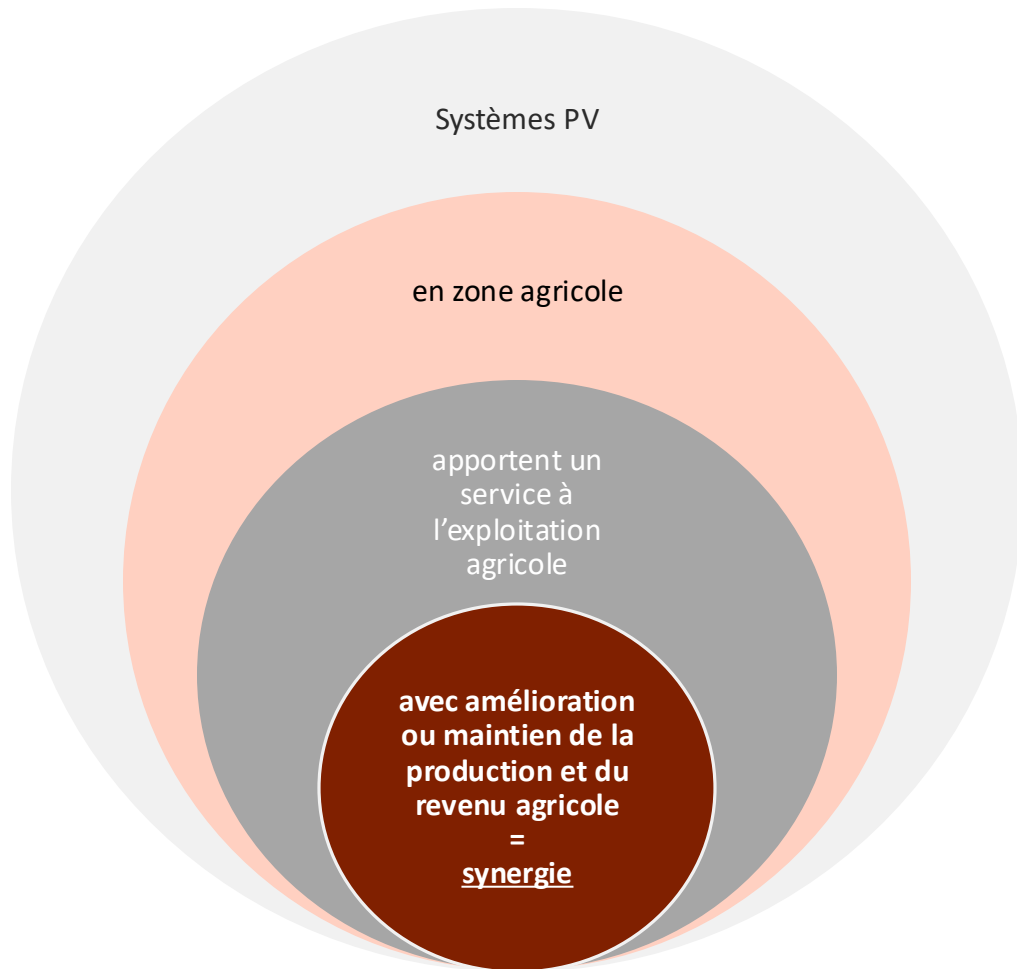 Systèmes PV
en zone agricole
apportent un
service à
l’exploitation
agricole
avec amélioration
ou maintien de la
production et du
revenu agricole
=
synergie